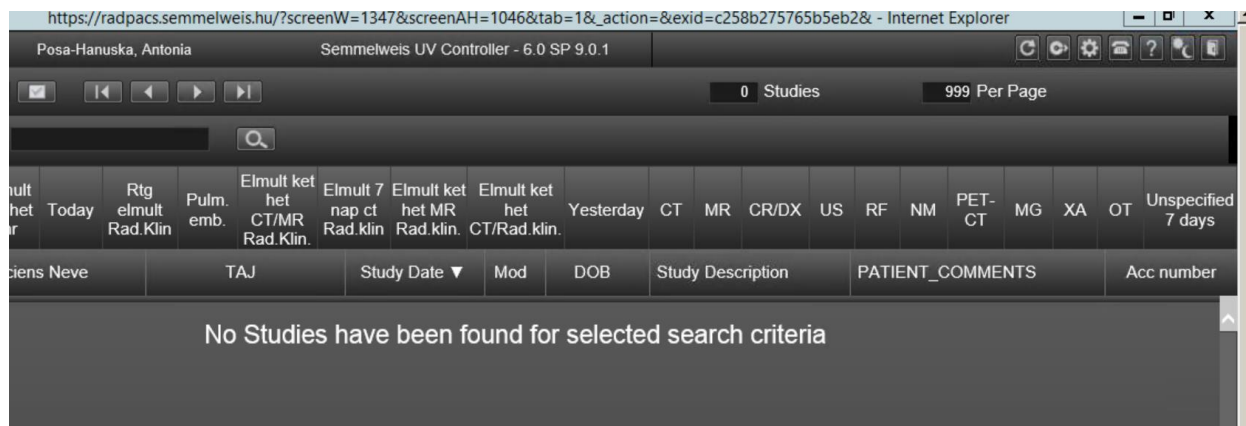 https://radpacs.semmelweis.hu/?screenW=1347&screenAH=1046&tab=1&_action=&exid=c258b275765b5eb2& - Internet Explorer
Posa-Hanuska, Antonia Semmelweis UV Controller - 6.0 SP 9.0.1
0 Studies 999 Per Page
Today
Rtg
elmult
Rad.Klin
Pulm.
emb.
Elmult ket
het
CT/MR
Rad.Klin.
Elmult 7
nap ct
Rad.klin
Elmult ket
het MR
Rad.klin.
Elmult ket
het
CT/Rad.klin.
Yesterday
CT
MR
CR/DX
US
RF
NM
PET-
CT
MG
XA
OT
Unspecified
7 days
ciens Neve TAJ Study Date ▼ Mod DOB Study Description PATIENT_COMMENTS Acc number
No Studies have been found for selected search criteria